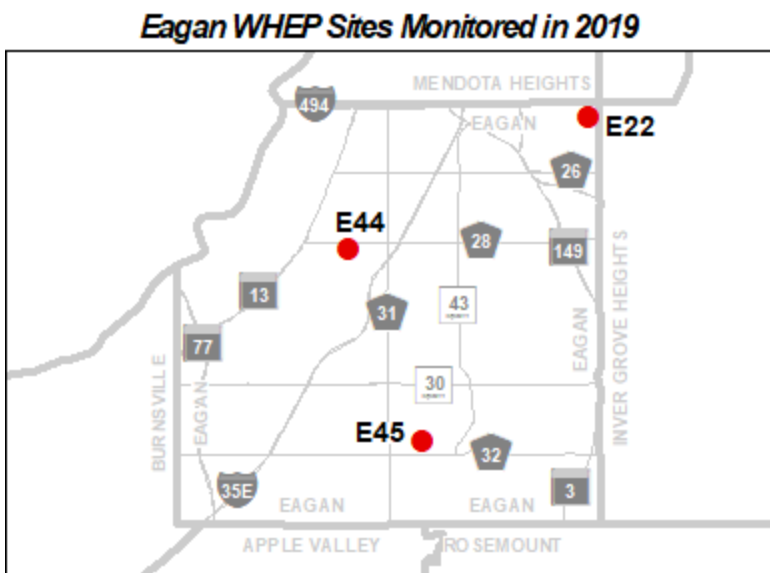 Eagan WHEP Sites Monitored in 2019
MENDOTA HEIGHTS
494
EAGAN
E22
26
E44
28
149
INVER GROVE HEIGHTS
13
43
31
77
EAGAN
30
BURNSVILLE
EAGAN
E45
32
35E
3
EAGAN
EAGAN
APPLE VALLEY
ROSEMOUNT